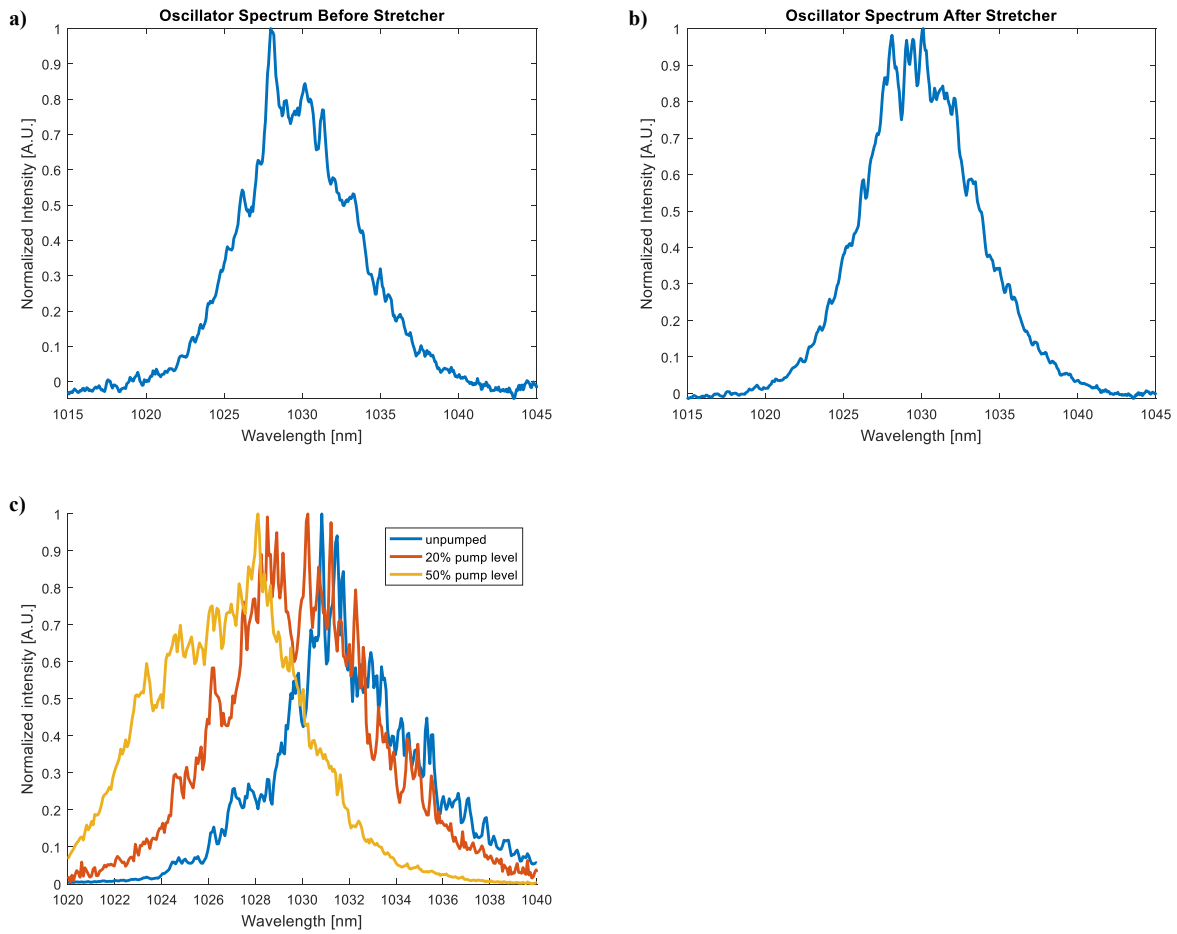 a)
Oscillator Spectrum Before Stretcher
Normalized Intensity [A.U.]
1
0.9
0.8
0.7
0.6
0.5
0.4
0.3
0.2
0.1
0
1015 1020 1025 1030 1035 1040 1045
Wavelength [nm]
b)
Oscillator Spectrum After Stretcher
Normalized Intensity [A.U.]
1
0.9
0.8
0.7
0.6
0.5
0.4
0.3
0.2
0.1
0
1015 1020 1025 1030 1035 1040 1045
Wavelength [nm]
c)
Normalized intensity [A.U.]
1
0.9
0.8
0.7
0.6
0.5
0.4
0.3
0.2
0.1
0
unpumped
20% pump level
50% pump level
1020 1022 1024 1026 1028 1030 1032 1034 1036 1038 1040
Wavelength [nm]